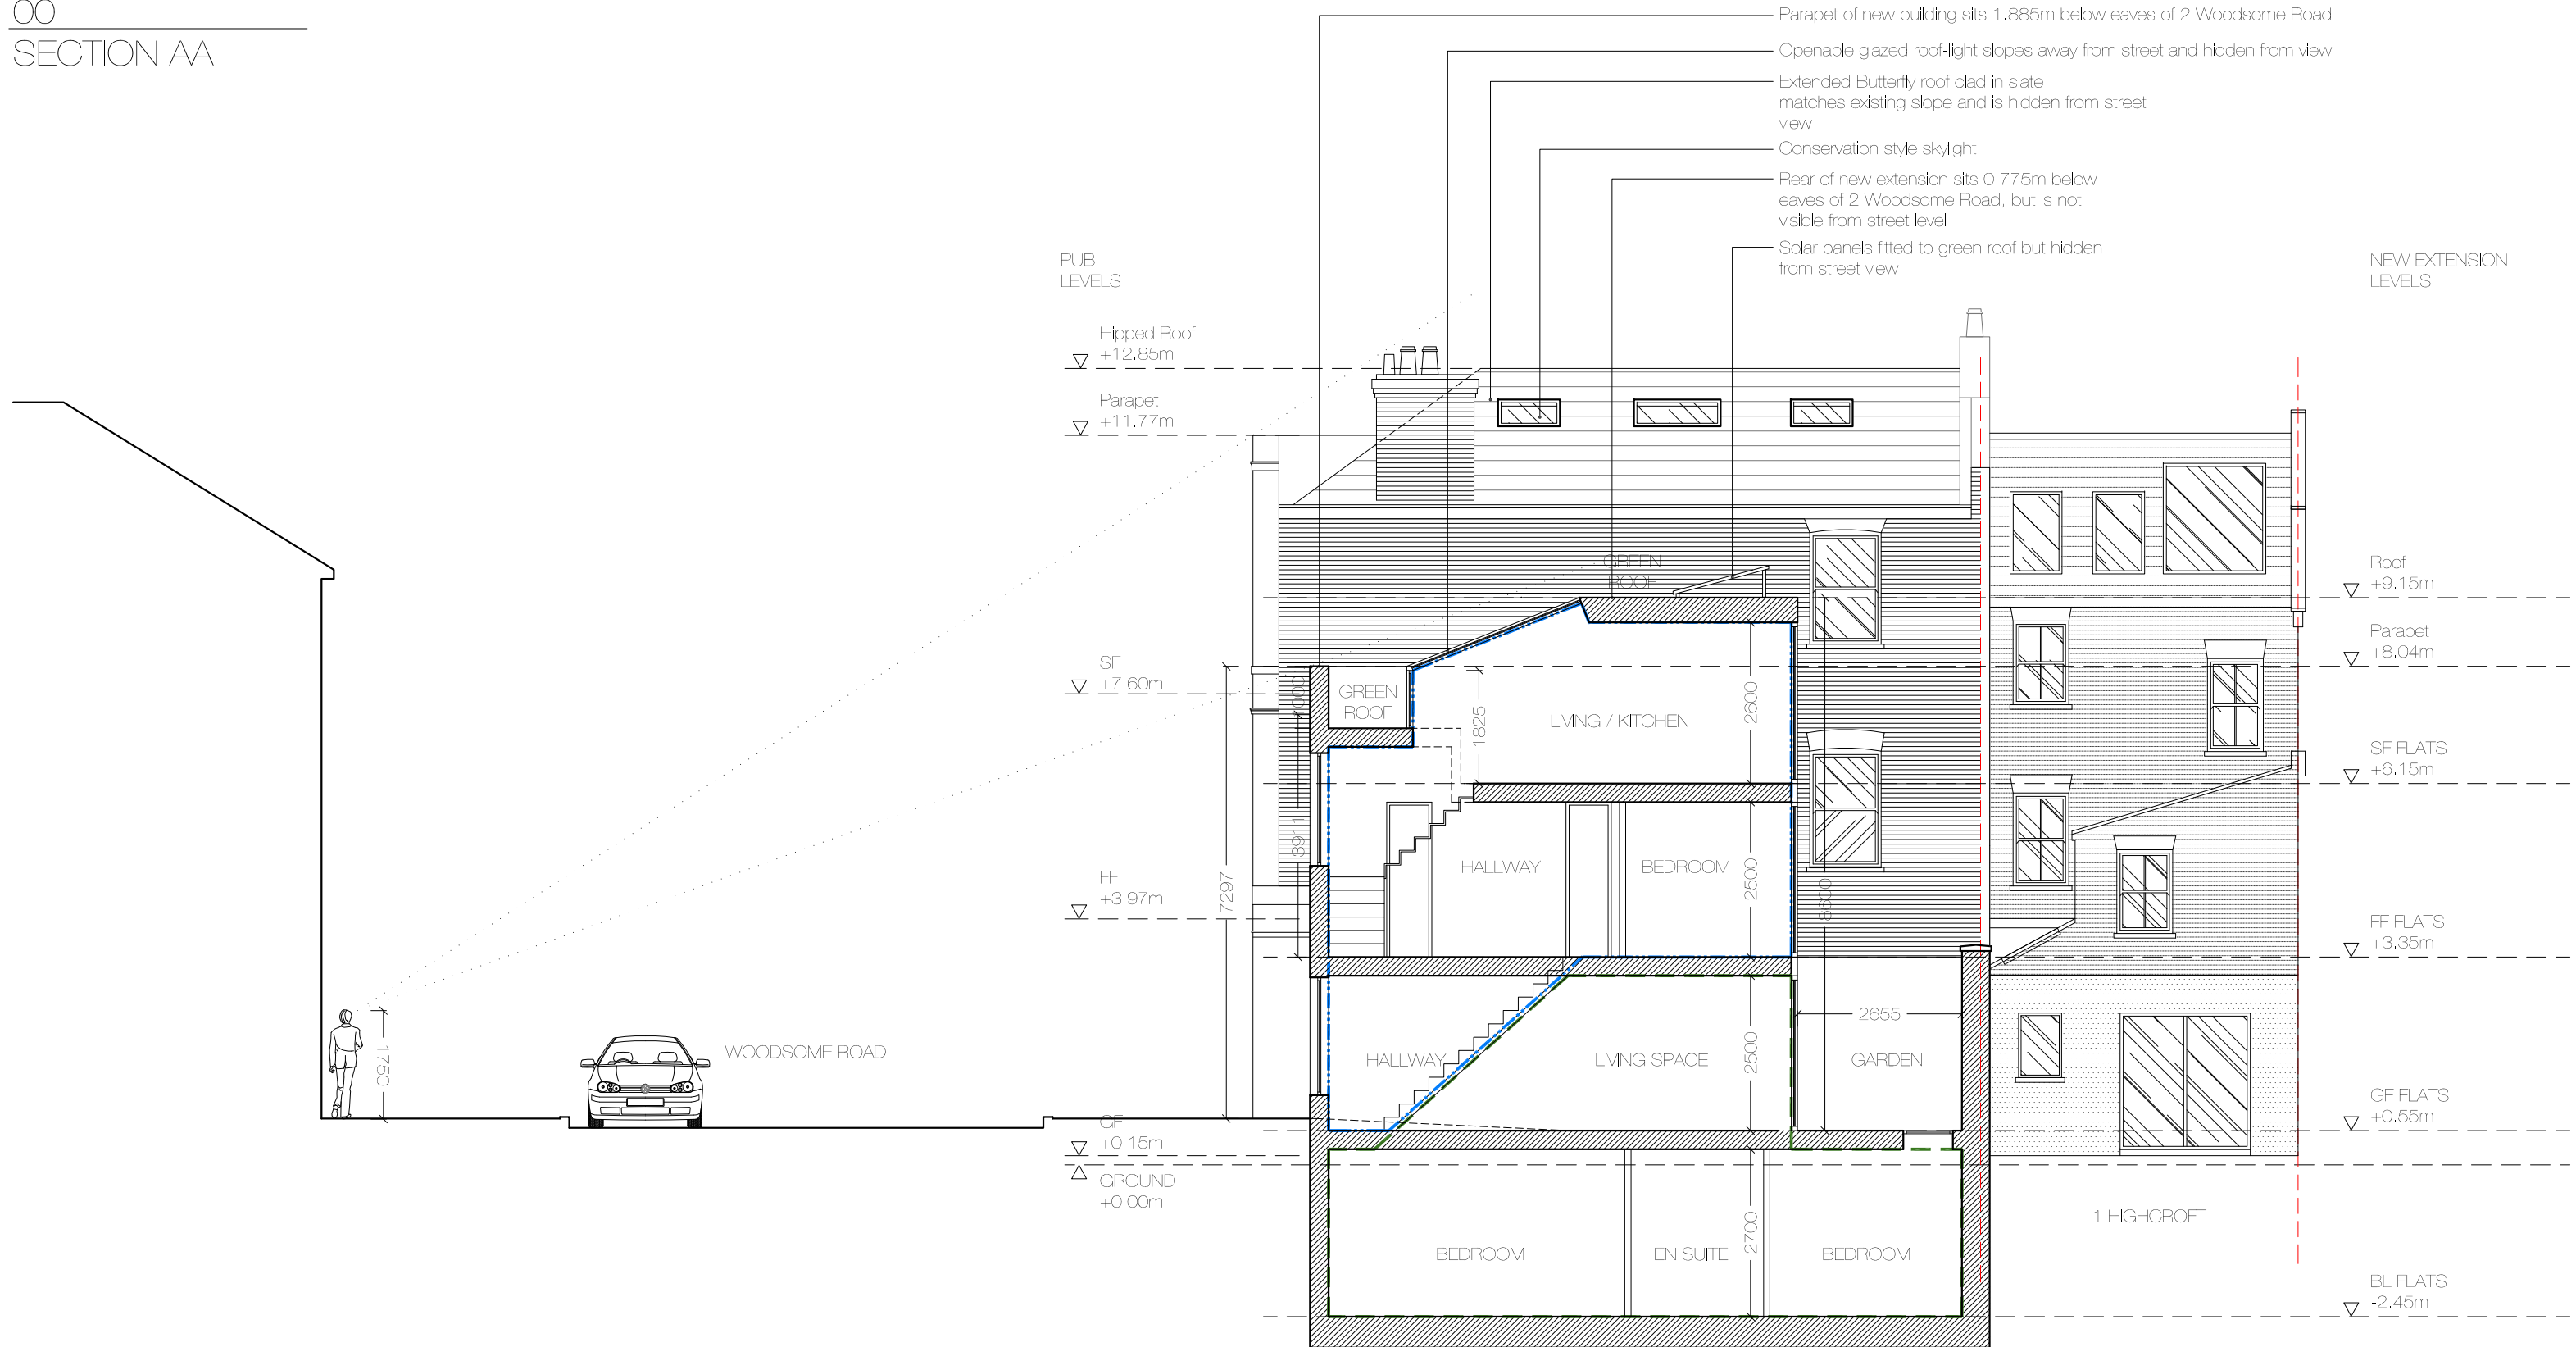 00
SECTION AA
Parapet of new building sits 1.885m below eaves of 2 Woodsome Road
Openable glazed roof-light slopes away from street and hidden from view
Extended Butterfly roof clad in slate
matches existing slope and is hidden from street
view
Conservation style skylight
Rear of new extension sits 0.775m below
eaves of 2 Woodsome Road, but is not
visible from street level
Solar panels fitted to green roof but hidden
from street view
PUB
LEVELS
NEW EXTENSION
LEVELS
Hipped Roof
+12.85m
Parapet
+11.77m
GREEN
ROOF
Roof
+9.15m
Parapet
+8.04m
SF
+7.60m
GREEN
ROOF
1825
LIVING / KITCHEN
2600
SF FLATS
+6.15m
FF
+3.97m
7297
HALLWAY
BEDROOM
2500
8600
FF FLATS
+3.35m
1750
WOODSOME ROAD
HALLWAY
LIVING SPACE
2500
2655
GARDEN
GF FLATS
+0.55m
GF
+0.15m
GROUND
+0.00m
BEDROOM
EN SUITE
2700
BEDROOM
1 HIGHCROFT
BL FLATS
-2.45m